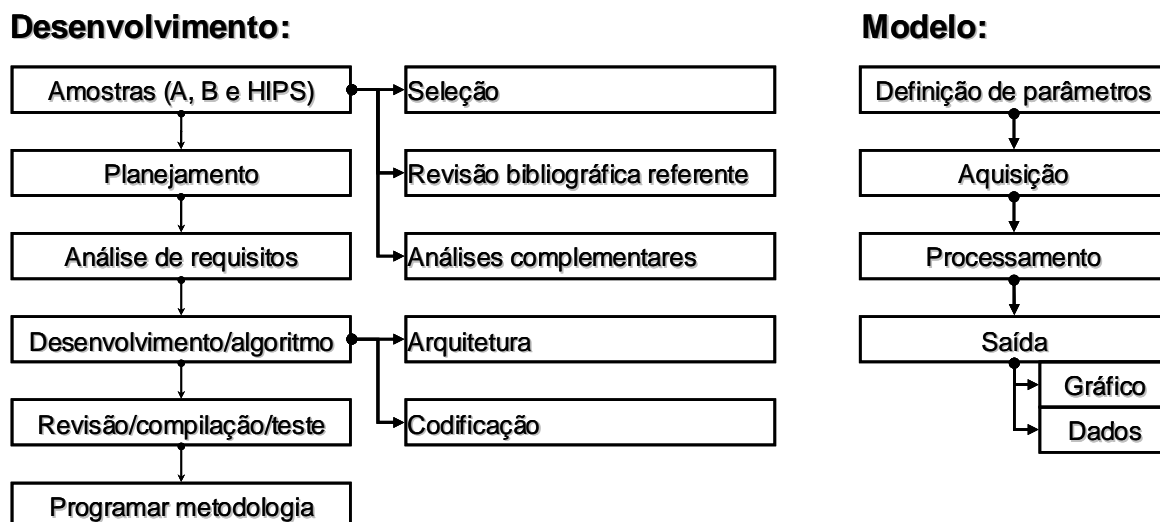 Desenvolvimento:
Amostras (A, B e HIPS)
Seleção
Planejamento
Revisão bibliográfica referente
Análise de requisitos
Análises complementares
Desenvolvimento/algoritmo
Arquitetura
Revisão/compilação/teste
Codificação
Programar metodologia
Modelo:
Definição de parâmetros
Aquisição
Processamento
Saída
Gráfico
Dados